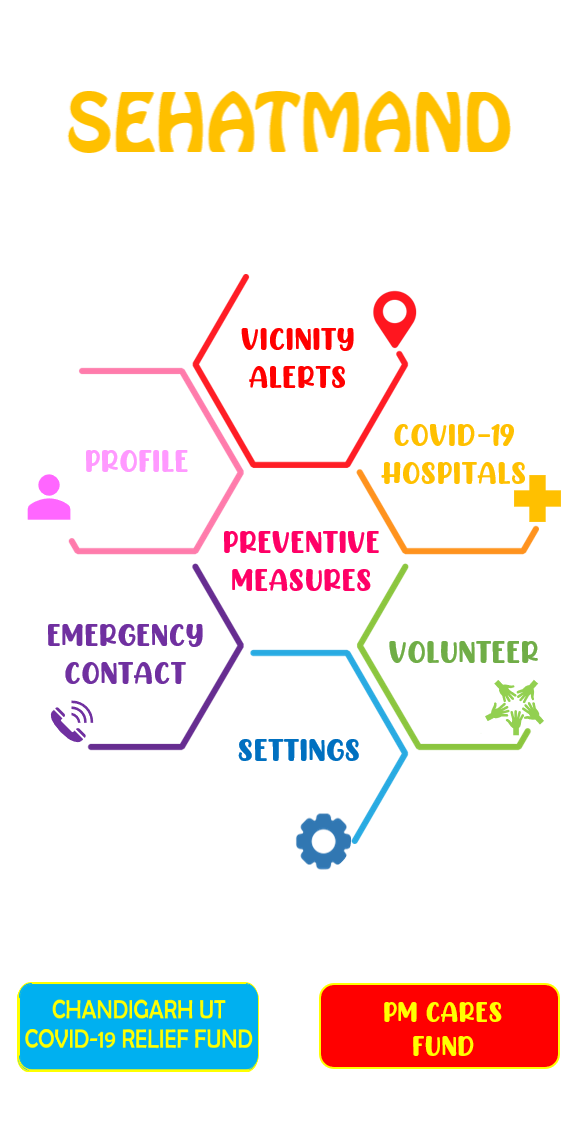 SEHATMAND
VICINITY
ALERTS
PROFILE
COVID-19
HOSPITALS
PREVENTIVE
MEASURES
EMERGENCY
CONTACT
VOLUNTEER
SETTINGS
CHANDIGARH UT
COVID-19 RELIEF FUND
PM CARES
FUND